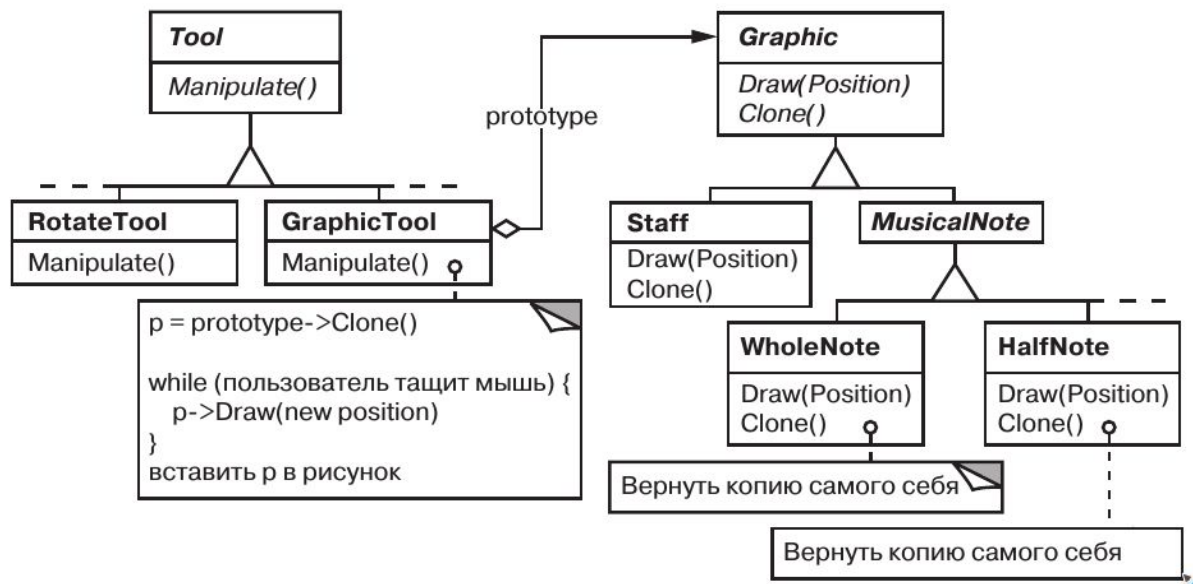 Tool
Manipulate()
Graphic
Draw(Position)
Clone()
prototype
RotateTool
Manipulate()
GraphicTool
Manipulate()
p = prototype->Clone()
while (пользователь тащит мышь) {
p->Draw(new position)
}
вставить p в рисунок
Staff
Draw(Position)
Clone()
MusicalNote
WholeNote
Draw(Position)
Clone()
HalfNote
Draw(Position)
Clone()
Вернуть копию самого себя
Вернуть копию самого себя